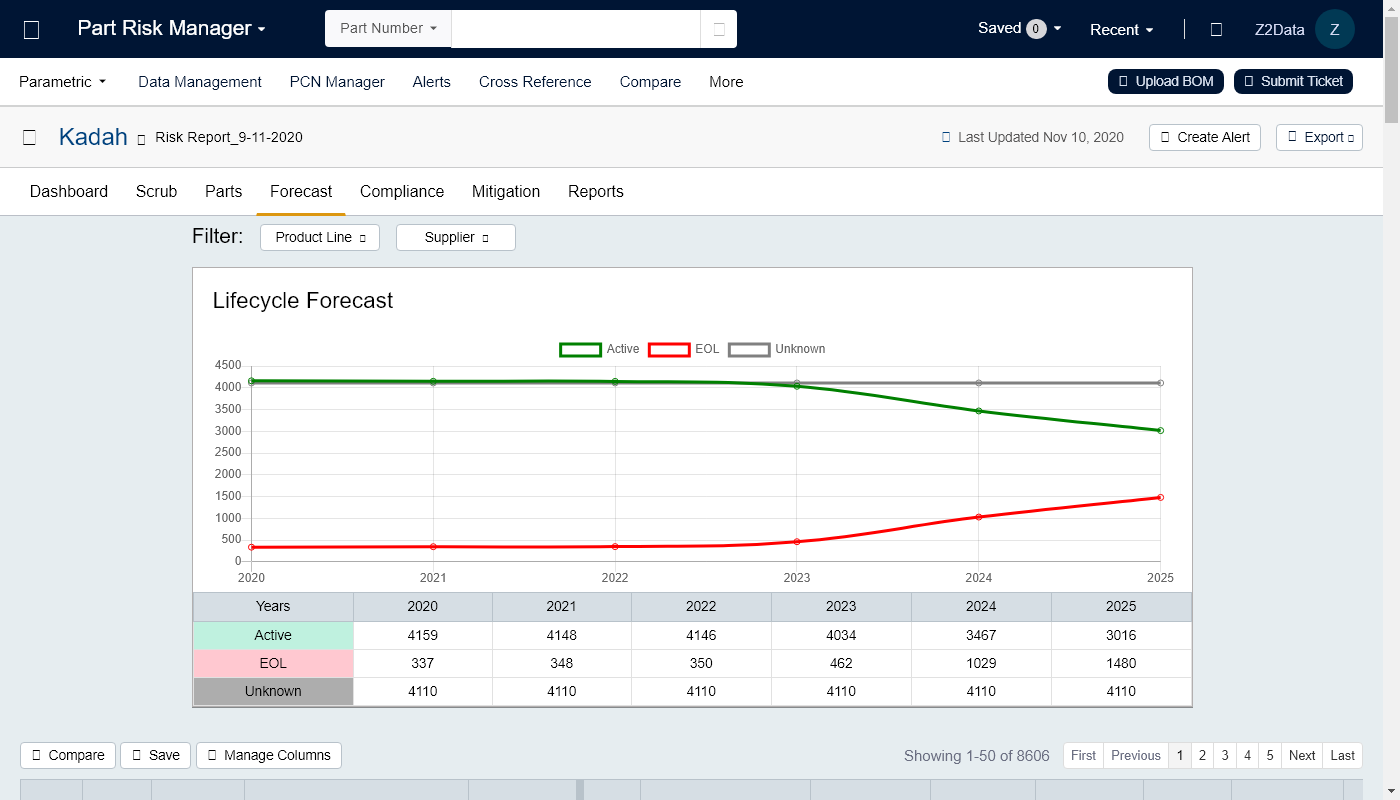 Part Risk Manager Part Number Saved 0 Recent Z2Data Z
Parametric Data Management PCN Manager Alerts Cross Reference Compare More Upload BOM Submit Ticket
Kadah Risk Report_9-11-2020 Last Updated Nov 10, 2020 Create Alert Export
Dashboard Scrub Parts Forecast Compliance Mitigation Reports
Filter: Product Line Supplier
Lifecycle Forecast
Active EOL Unknown
4500
4000
3500
3000
2500
2000
1500
1000
500
0
2020 2021 2022 2023 2024 2025
Years 2020 2021 2022 2023 2024 2025
Active 4159 4148 4146 4034 3467 3016
EOL 337 348 350 462 1029 1480
Unknown 4110 4110 4110 4110 4110 4110
Compare Save Manage Columns Showing 1-50 of 8606 First Previous 1 2 3 4 5 Next Last